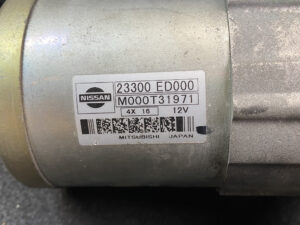 NISSAN
23300 ED000
M000T31971
4X 16 12V
MITSUBISHI JAPAN